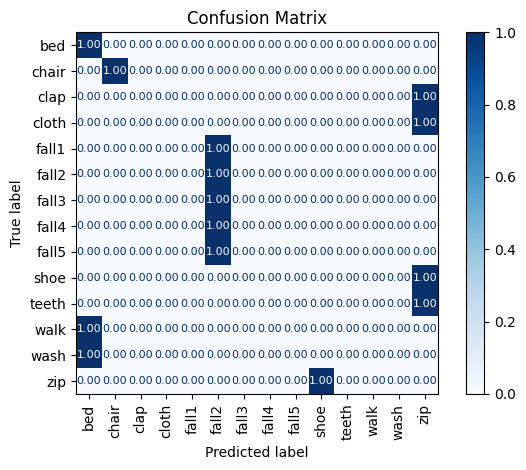 Confusion Matrix
bed 1.00 0.00 0.00 0.00 0.00 0.00 0.00 0.00 0.00 0.00 0.00 0.00 0.00 0.00
chair 0.00 1.00 0.00 0.00 0.00 0.00 0.00 0.00 0.00 0.00 0.00 0.00 0.00 0.00
clap 0.00 0.00 0.00 0.00 0.00 0.00 0.00 0.00 0.00 0.00 0.00 0.00 0.00 1.00
cloth 0.00 0.00 0.00 0.00 0.00 0.00 0.00 0.00 0.00 0.00 0.00 0.00 0.00 1.00
fall1 0.00 0.00 0.00 0.00 0.00 1.00 0.00 0.00 0.00 0.00 0.00 0.00 0.00 0.00
fall2 0.00 0.00 0.00 0.00 0.00 1.00 0.00 0.00 0.00 0.00 0.00 0.00 0.00 0.00
fall3 0.00 0.00 0.00 0.00 0.00 1.00 0.00 0.00 0.00 0.00 0.00 0.00 0.00 0.00
fall4 0.00 0.00 0.00 0.00 0.00 1.00 0.00 0.00 0.00 0.00 0.00 0.00 0.00 0.00
fall5 0.00 0.00 0.00 0.00 0.00 1.00 0.00 0.00 0.00 0.00 0.00 0.00 0.00 0.00
shoe 0.00 0.00 0.00 0.00 0.00 0.00 0.00 0.00 0.00 0.00 0.00 0.00 0.00 1.00
teeth 0.00 0.00 0.00 0.00 0.00 0.00 0.00 0.00 0.00 0.00 0.00 0.00 0.00 1.00
walk 1.00 0.00 0.00 0.00 0.00 0.00 0.00 0.00 0.00 0.00 0.00 0.00 0.00 0.00
wash 1.00 0.00 0.00 0.00 0.00 0.00 0.00 0.00 0.00 0.00 0.00 0.00 0.00 0.00
zip 0.00 0.00 0.00 0.00 0.00 0.00 0.00 0.00 0.00 1.00 0.00 0.00 0.00 0.00
bed chair clap cloth fall1 fall2 fall3 fall4 fall5 shoe teeth walk wash zip
Predicted label
True label
1.0
0.8
0.6
0.4
0.2
0.0